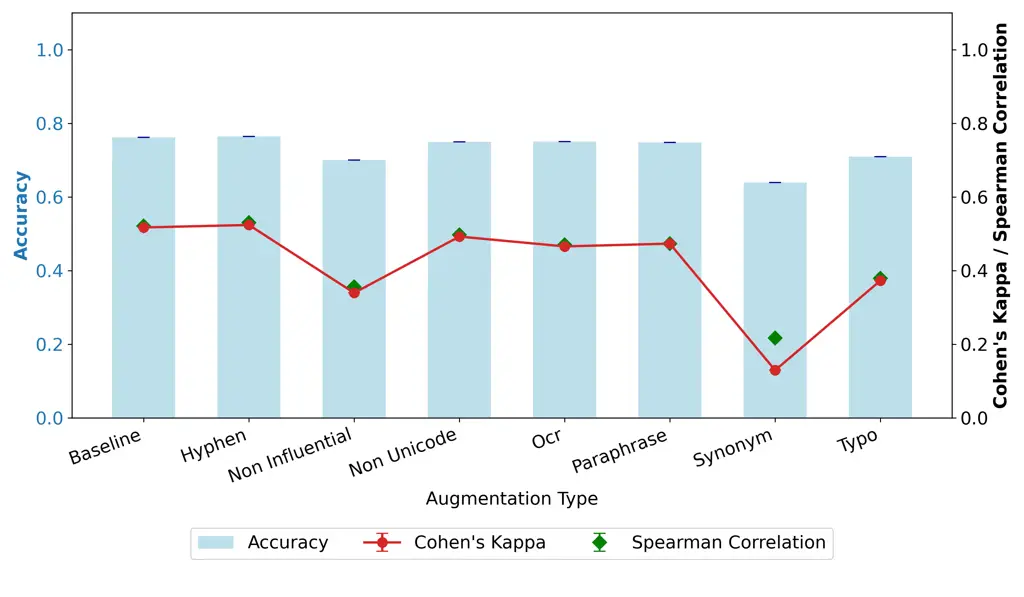 1.0
0.8
0.6
0.4
0.2
0.0
Accuracy
1.0
0.8
0.6
0.4
0.2
0.0
Cohen's Kappa / Spearman Correlation
Baseline
Hyphen
Non Influential
Non Unicode
Ocr
Paraphrase
Synonym
Typo
Augmentation Type
Accuracy
Cohen's Kappa
Spearman Correlation